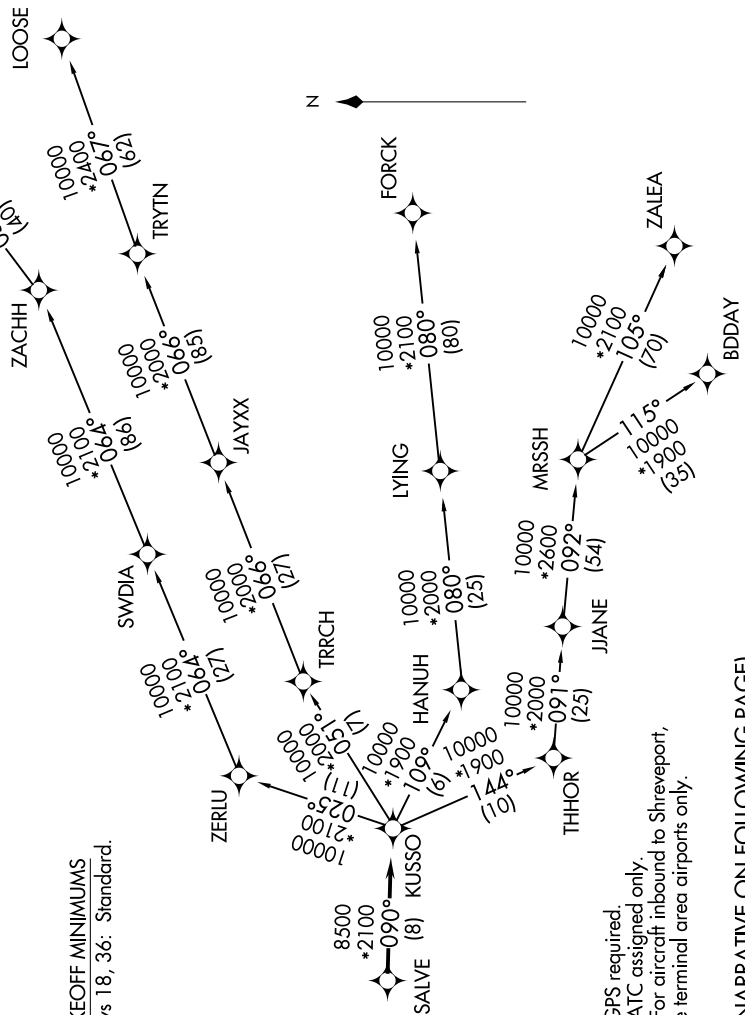 LOOSE
10000
*2400
067°
(62)
(40)
ZACHH
TRYTN
N
10000
*2000
066°
(85)
FORCK
10000
*2100
064°
(86)
JAYXX
10000
*2100
080°
(80)
ZALEA
10000
*2100
105°
(70)
BDDAY
LYING
MRSSH
115°
10000
*1900
(35)
SWDIA
10000
*2000
066°
(27)
10000
*2000
080°
(25)
10000
*2600
092°
(54)
JJANE
10000
*2100
064°
(27)
TRRCH
HANUH
10000
*2000
091°
(25)
10000
*2000
051°
(7)
10000
*1900
109°
(6)
10000
*1900
144°
(10)
THHOR
ZERLU
10000
*2100
025°
(11)
KUSSO
8500
*2100
090°
(8)
SALVE
KEOFF MINIMUMS
ys 18, 36: Standard.
GPS required.
ATC assigned only.
For aircraft inbound to Shreveport,
e terminal area airports only.
NARRATIVE ON FOLLOWING PAGE)